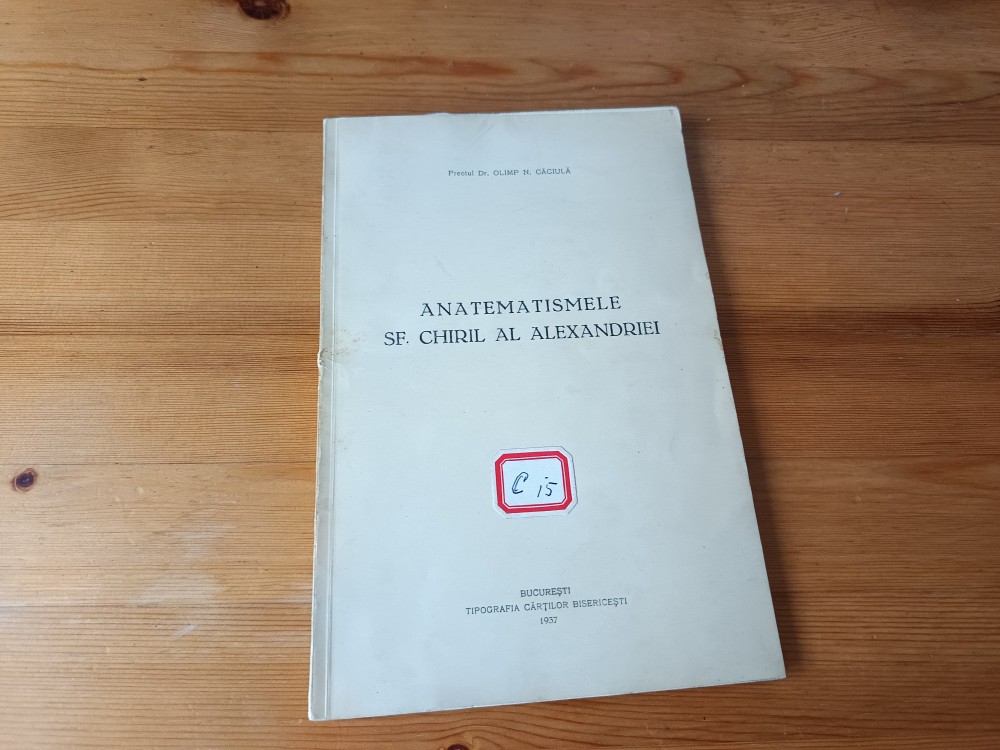 Preotul Dr. OLIMP N. CĂCIULĂ
ANATEMATISMELE
SF. CHIRIL AL ALEXANDRIEI
C 15
BUCUREȘTI
TIPOGRAFIA CĂRȚILOR BISERICEȘTI
1937